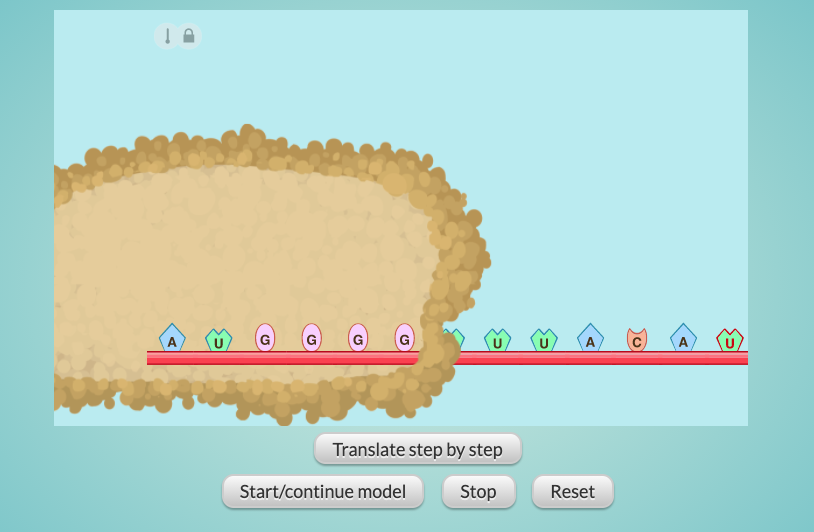 A U G G G G U U A C A U
Translate step by step
Start/continue model Stop Reset